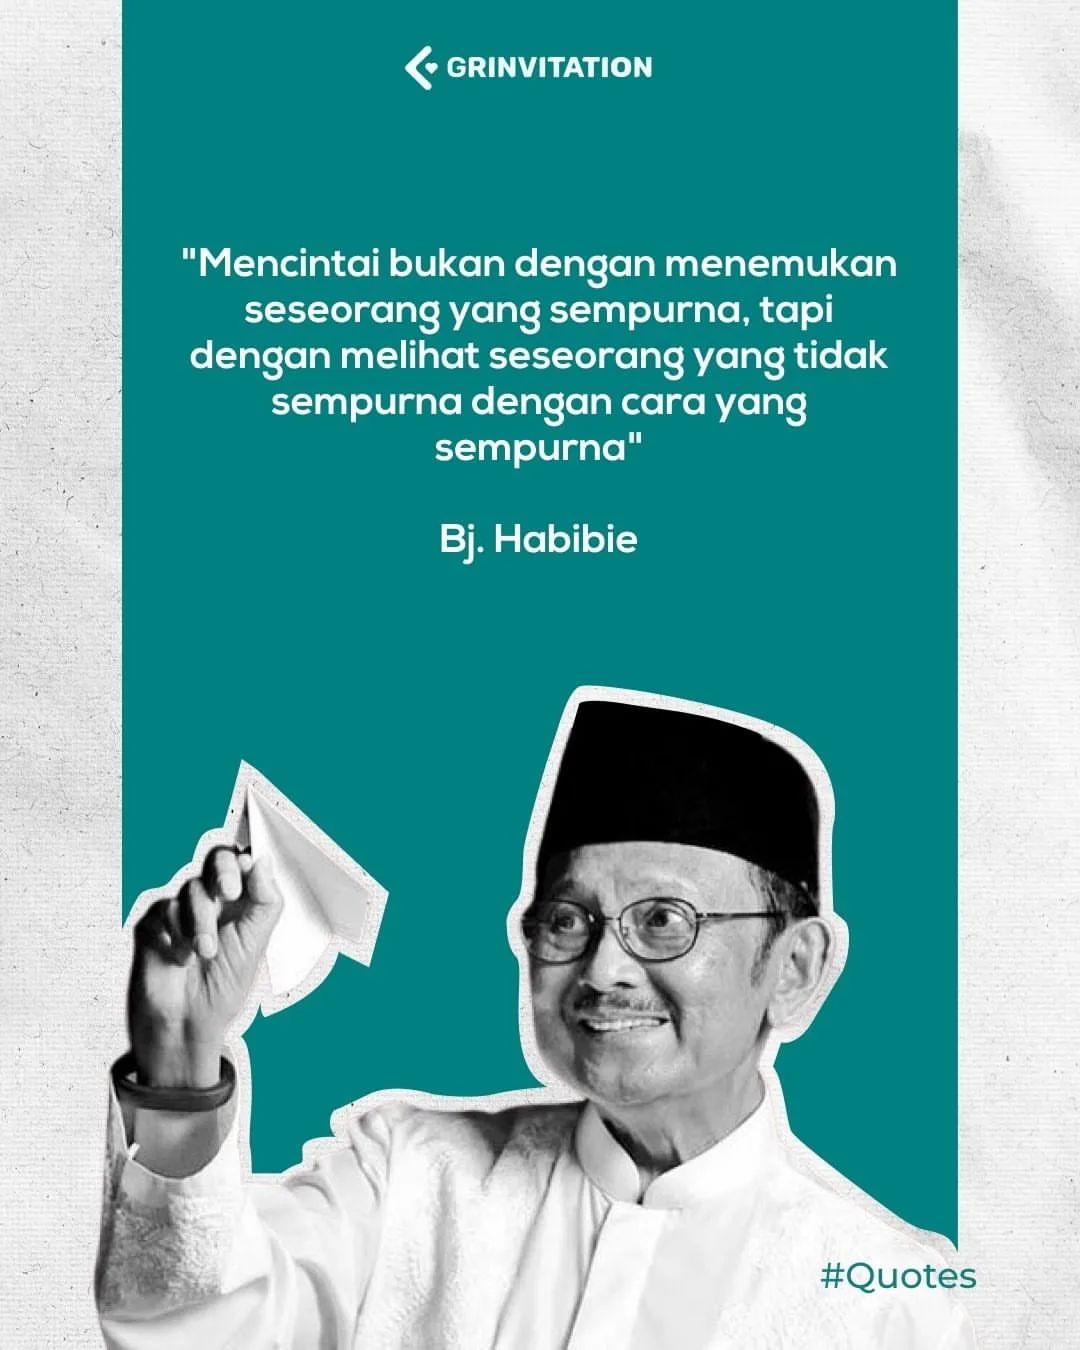 GRINVITATION
"Mencintai bukan dengan menemukan
seseorang yang sempurna, tapi
dengan melihat seseorang yang tidak
sempurna dengan cara yang
sempurna"
Bj. Habibie
#Quotes